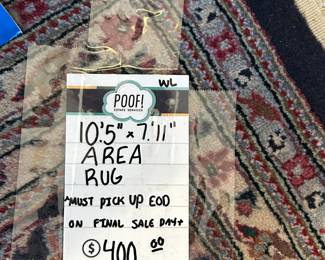 WL
POOF!
ESTATE SERVICES
10'5" x 7'11"
AREA
RUG
*MUST PICK UP EOD
ON FINAL SALE DAY*
$ 400 00